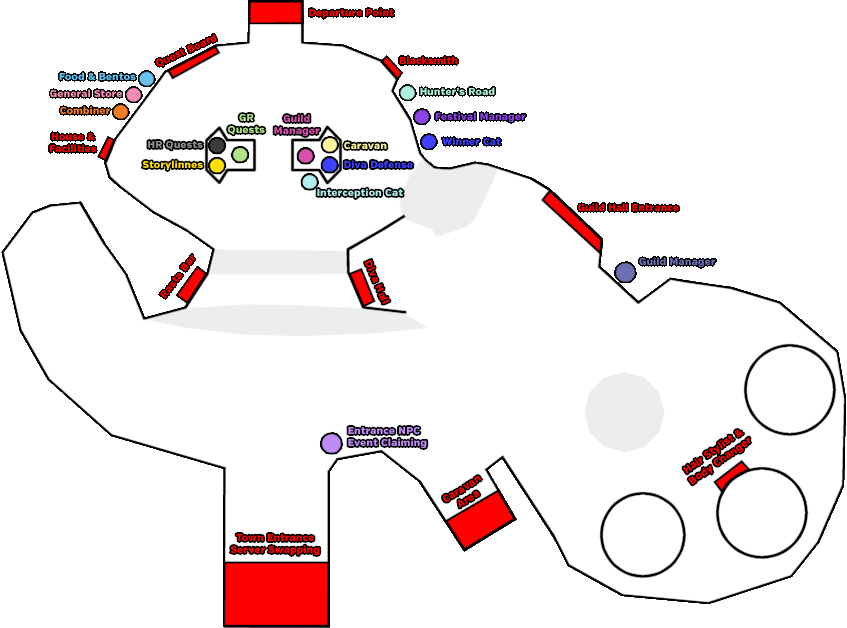 Departure Point
Quest Board
Blacksmith
Food & Bentos
General Store
Combiner
House &
Facilities
Hunter's Road
Festival Manager
Winner Cat
GR
Quests
Guild
Manager
HR Quests
Storylinnes
Caravan
Diva Defense
Interception Cat
Guild Hall Entrance
Guild Manager
Pasta Bar
Diva Hall
Entrance NPC
Event Claiming
Hair Stylist &
Body Changer
Caravan
Area
Town Entrance
Server Swapping